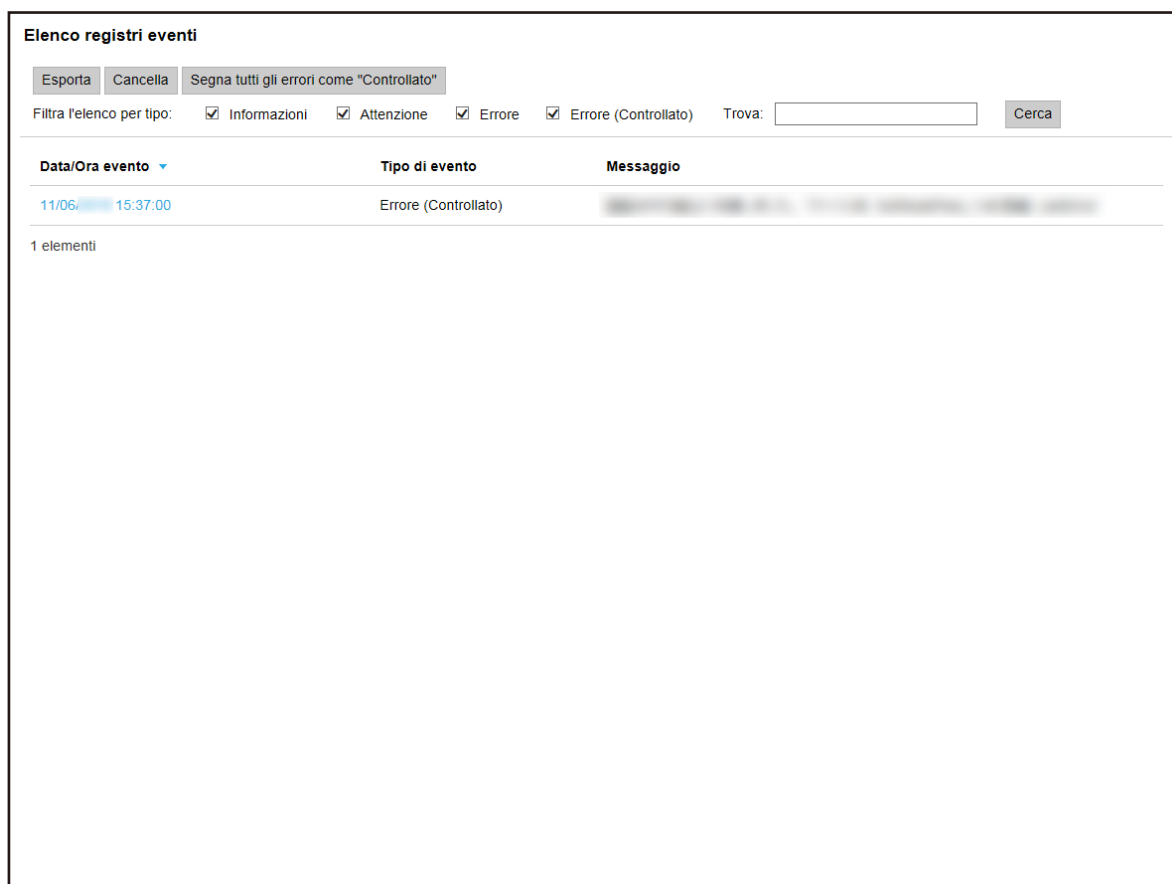 Elenco registri eventi
Esporta Cancella Segna tutti gli errori come "Controllato"
Filtra l'elenco per tipo: Informazioni Attenzione Errore Errore (Controllato) Trova: Cerca
Data/Ora evento Tipo di evento Messaggio
11/06/ 15:37:00 Errore (Controllato)
1 elementi